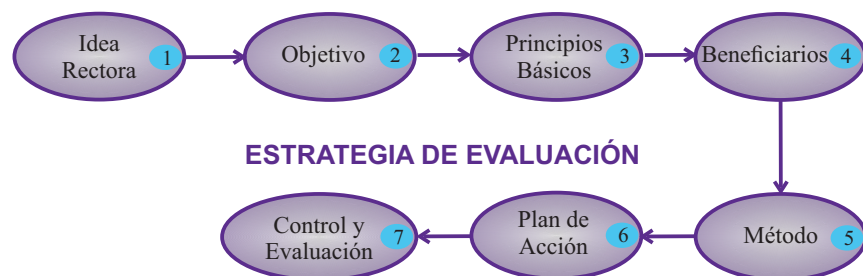 Idea
Rectora
1
Objetivo
2
Principios
Básicos
3
Beneficiarios
4
ESTRATEGIA DE EVALUACIÓN
Método
5
Plan de
Acción
6
Control y
Evaluación
7